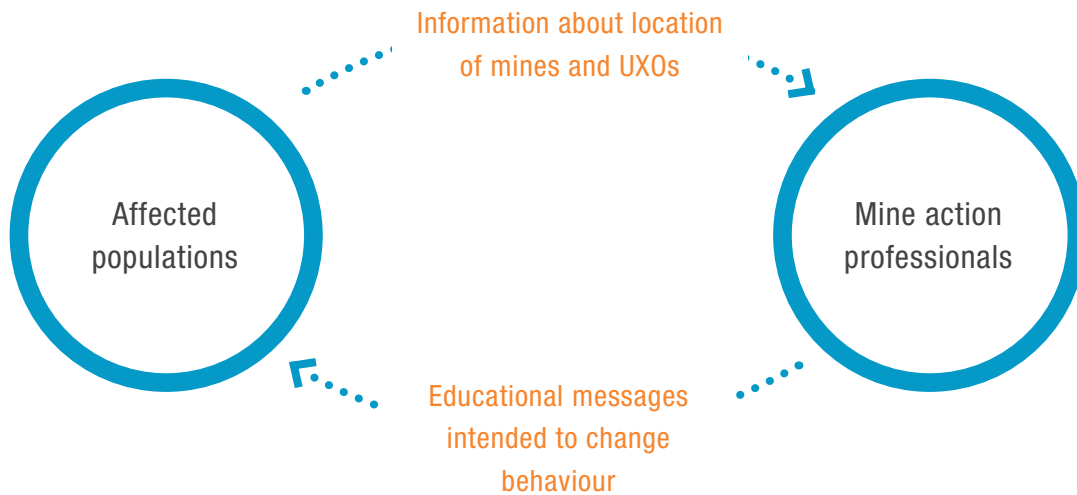 Information about location
of mines and UXOs
Affected
populations
Mine action
professionals
Educational messages
intended to change
behaviour